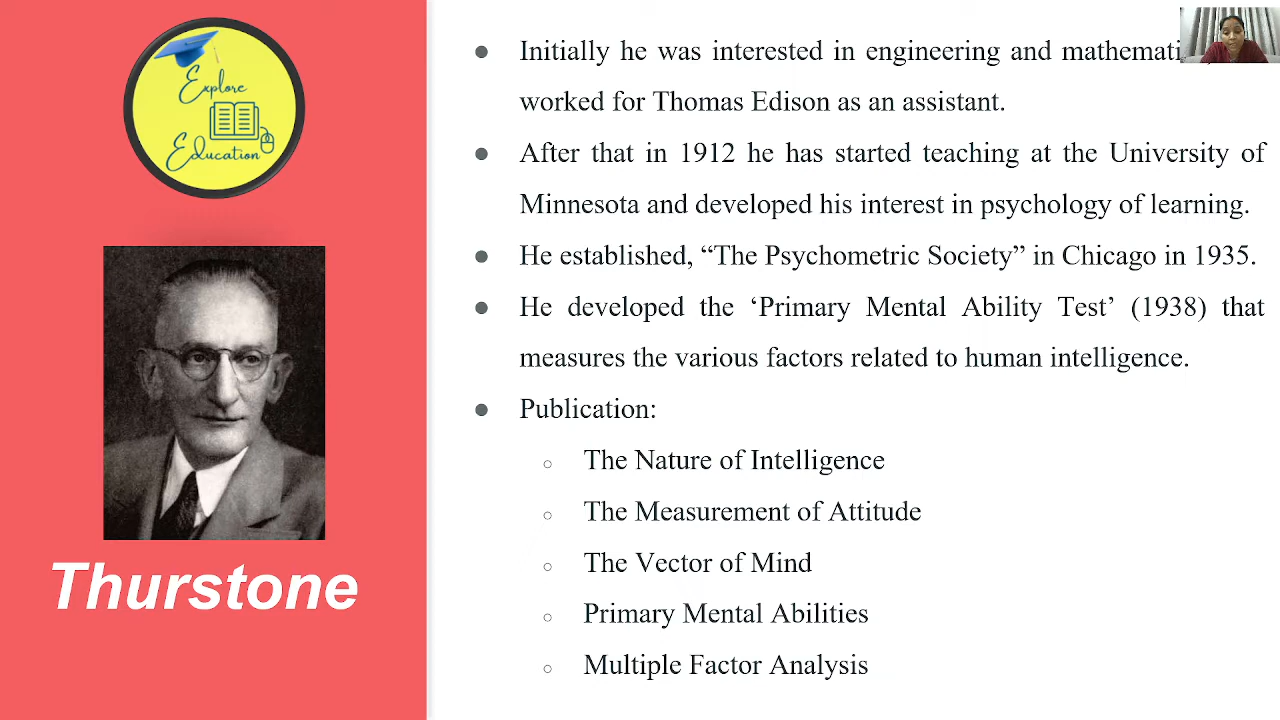 Explore
Education
Thurstone
● Initially he was interested in engineering and
worked for Thomas Edison as an assistant.
● After that in 1912 he has started teaching at the University of
Minnesota and developed his interest in psychology of learning.
● He established, “The Psychometric Society” in Chicago in 1935.
● He developed the ‘Primary Mental Ability Test’ (1938) that
measures the various factors related to human intelligence.
● Publication:
○ The Nature of Intelligence
○ The Measurement of Attitude
○ The Vector of Mind
○ Primary Mental Abilities
○ Multiple Factor Analysis